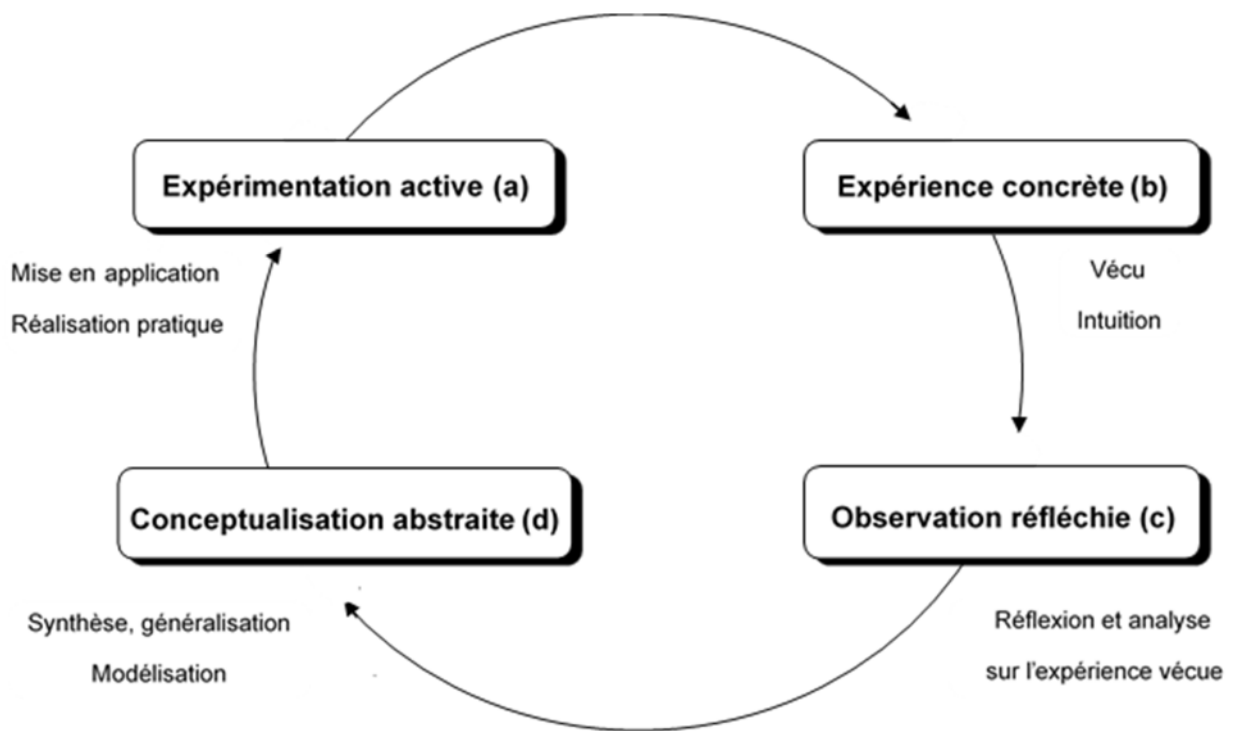 Expérimentation active (a)
Expérience concrète (b)
Mise en application
Réalisation pratique
Vécu
Intuition
Conceptualisation abstraite (d)
Observation réfléchie (c)
Synthèse, généralisation
Modélisation
Réflexion et analyse
sur l'expérience vécue